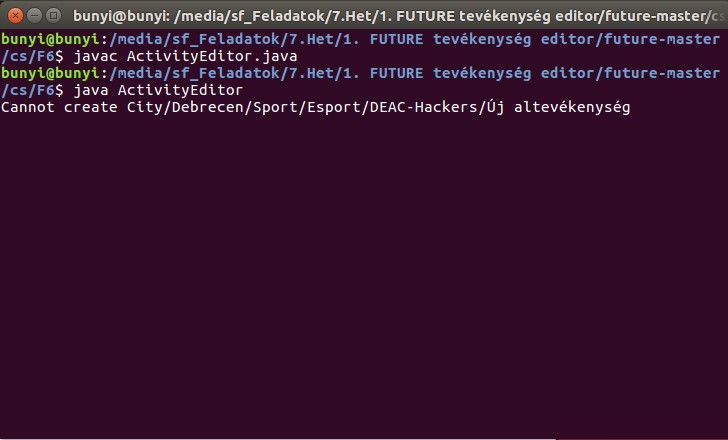 bunyi@bunyi: /media/sf_Feladatok/7.Het/1. FUTURE tevékenység editor/future-master/cs
bunyi@bunyi:/media/sf_Feladatok/7.Het/1. FUTURE tevékenység editor/future-master
/cs/F6$ javac ActivityEditor.java
bunyi@bunyi:/media/sf_Feladatok/7.Het/1. FUTURE tevékenység editor/future-master
/cs/F6$ java ActivityEditor
Cannot create City/Debrecen/Sport/Esport/DEAC-Hackers/Új altevékenység